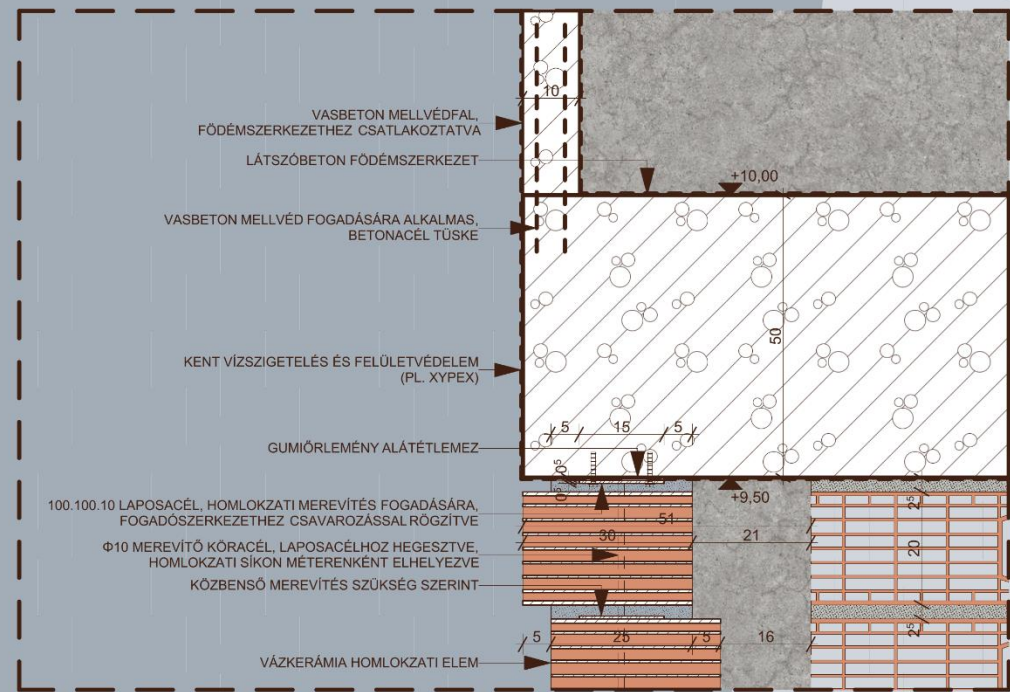 10
VASBETON MELLVÉDFAL,
FÖDÉMSZERKEZETHEZ CSATLAKOZTATVA
LÁTSZÓBETON FÖDÉMSZERKEZET
+10,00
VASBETON MELLVÉD FOGADÁSÁRA ALKALMAS,
BETONACÉL TÜSKE
50
KENT VÍZSZIGETELÉS ÉS FELÜLETVÉDELEM
(PL. XYPEX)
5 15 5
GUMIŐRLEMÉNY ALÁTÉTLEMEZ
0⁵ 0⁵
+9,50
100.100.10 LAPOSACÉL, HOMLOKZATI MEREVÍTÉS FOGADÁSÁRA,
FOGADÓSZERKEZETHEZ CSAVAROZÁSSAL RÖGZÍTVE
2⁵
51
30 21
20
Φ10 MEREVÍTŐ KÖRACÉL, LAPOSACÉLHOZ HEGESZTVE,
HOMLOKZATI SÍKON MÉTERENKÉNT ELHELYEZVE
KÖZBENSŐ MEREVÍTÉS SZÜKSÉG SZERINT
2⁵
5 25 5 16
VÁZKERÁMIA HOMLOKZATI ELEM